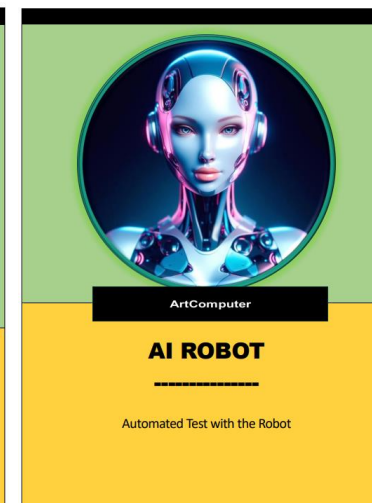 ArtComputer
AI ROBOT
---------------
Automated Test with the Robot